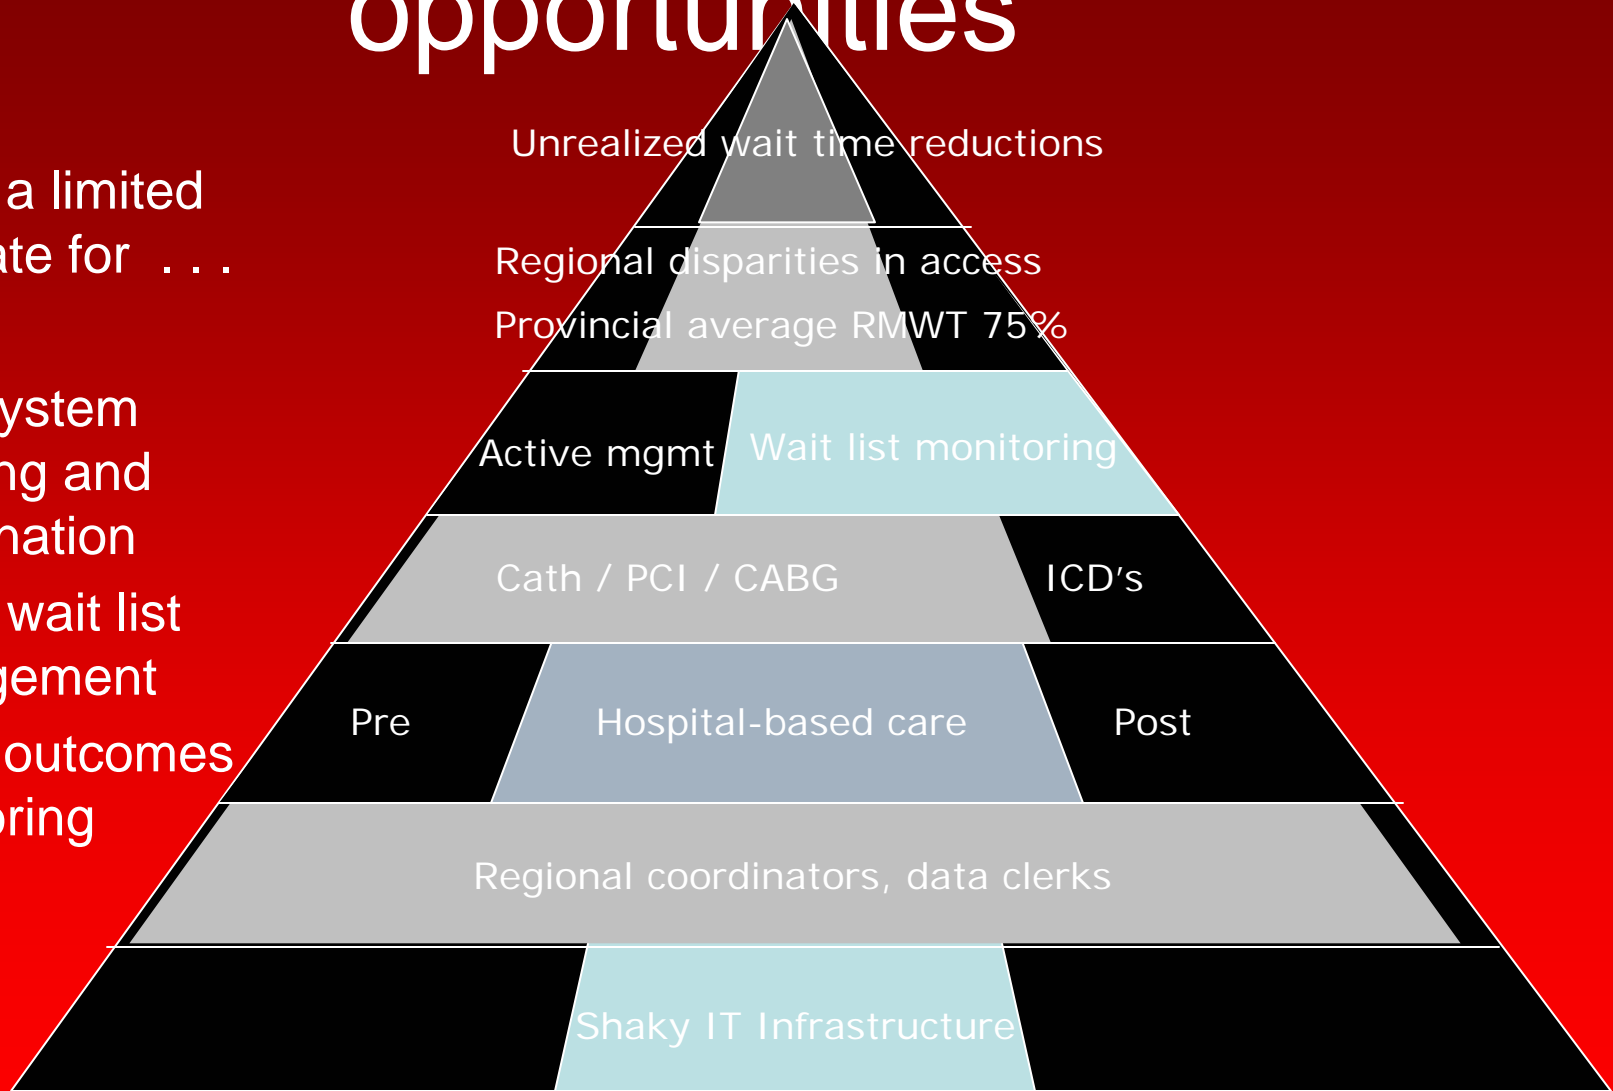 opportunities
a limited
ate for . . .
ystem
ng and
nation
wait list
gement
outcomes
oring
Unrealized wait time reductions
Regional disparities in access
Provincial average RMWT 75%
Active mgmt
Wait list monitoring
Cath / PCI / CABG
ICD's
Pre
Hospital-based care
Post
Regional coordinators, data clerks
Shaky IT Infrastructure